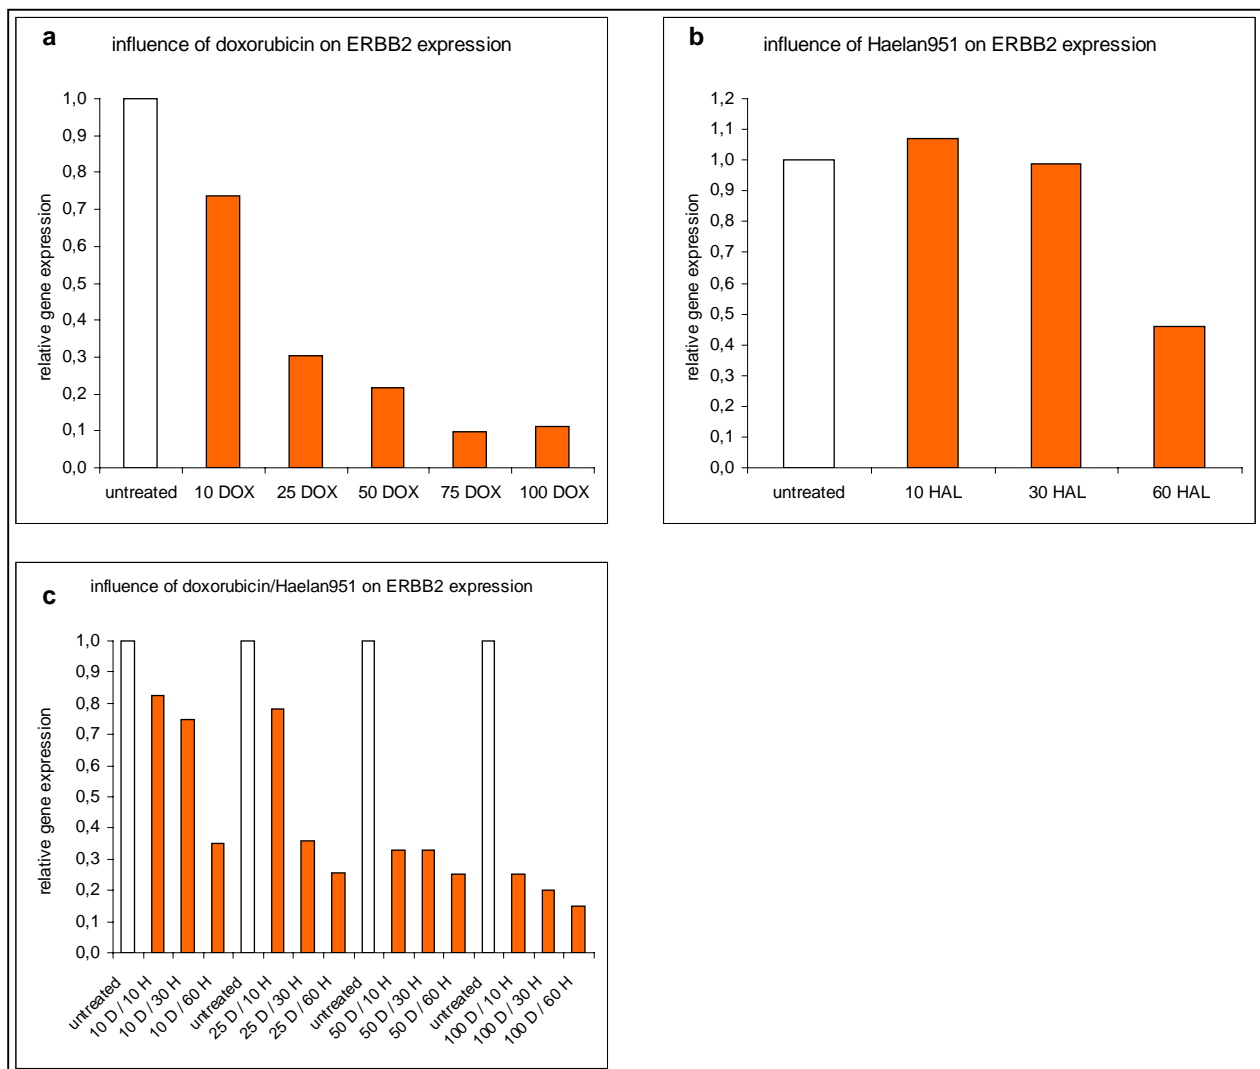 a
influence of doxorubicin on ERBB2 expression
relative gene expression
1,0
0,9
0,8
0,7
0,6
0,5
0,4
0,3
0,2
0,1
0,0
untreated 10 DOX 25 DOX 50 DOX 75 DOX 100 DOX
b
influence of Haelan951 on ERBB2 expression
relative gene expression
1,2
1,1
1,0
0,9
0,8
0,7
0,6
0,5
0,4
0,3
0,2
0,1
0,0
untreated 10 HAL 30 HAL 60 HAL
c
influence of doxorubicin/Haelan951 on ERBB2 expression
relative gene expression
1,0
0,9
0,8
0,7
0,6
0,5
0,4
0,3
0,2
0,1
0,0
untreated
10 D / 10 H
10 D / 30 H
10 D / 60 H
untreated
25 D / 10 H
25 D / 30 H
25 D / 60 H
untreated
50 D / 10 H
50 D / 30 H
50 D / 60 H
untreated
100 D / 10 H
100 D / 30 H
100 D / 60 H